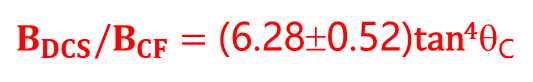 B_DCS/B_CF = (6.28±0.52)tan⁴θ_C